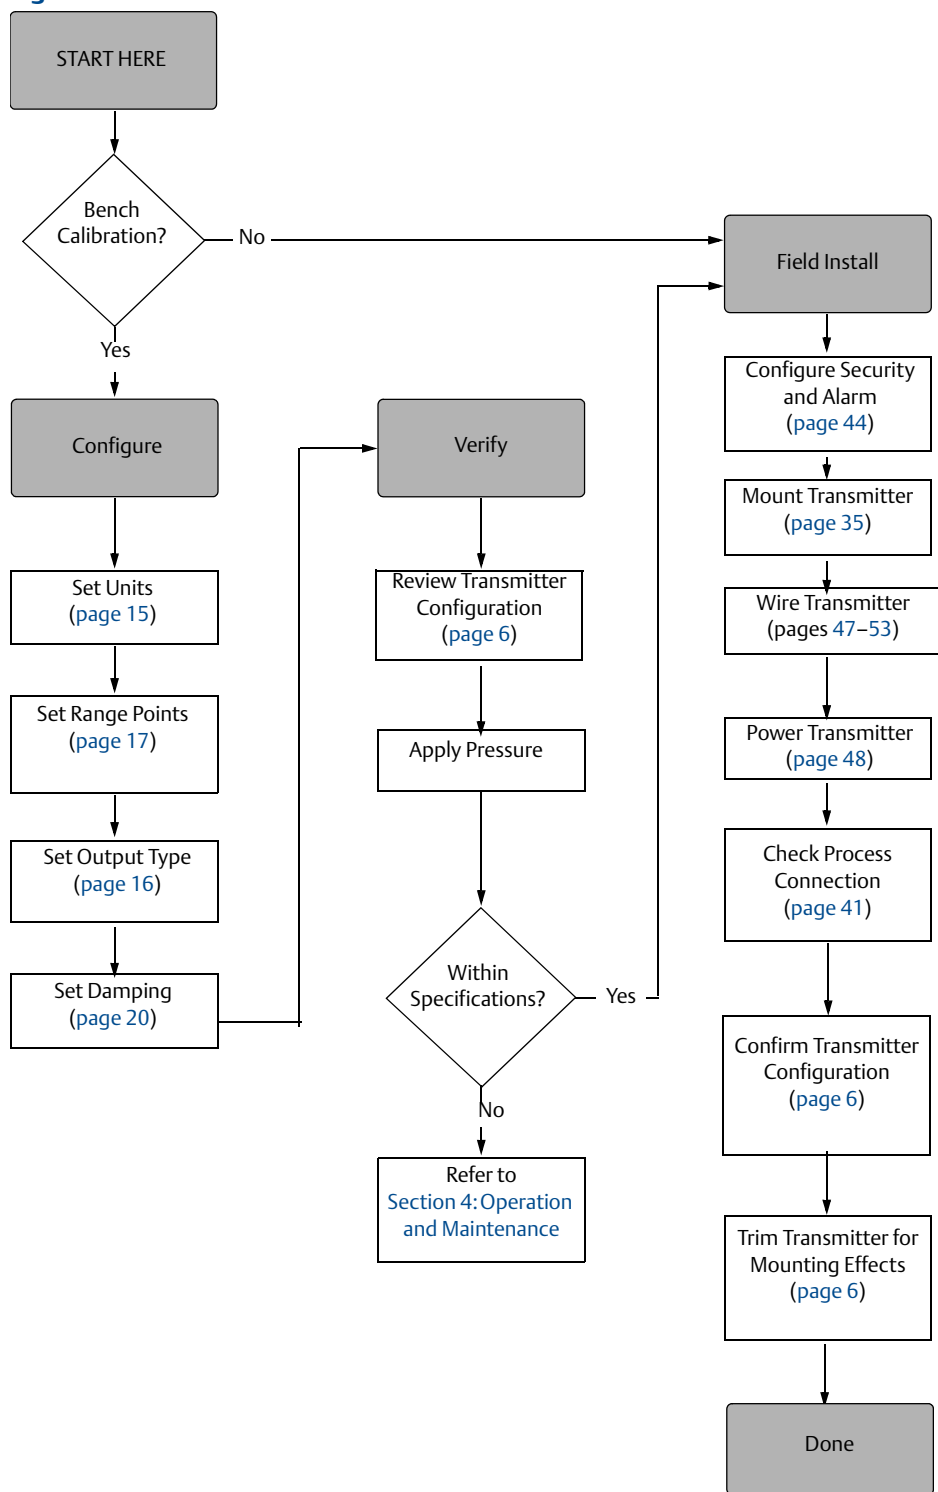 START HERE
Bench
Calibration?
No
Yes
Configure
Set Units
(page 15)
Set Range Points
(page 17)
Set Output Type
(page 16)
Set Damping
(page 20)
Verify
Review Transmitter
Configuration
(page 6)
Apply Pressure
Within
Specifications?
Yes
No
Refer to
Section 4: Operation
and Maintenance
Field Install
Configure Security
and Alarm
(page 44)
Mount Transmitter
(page 35)
Wire Transmitter
(pages 47–53)
Power Transmitter
(page 48)
Check Process
Connection
(page 41)
Confirm Transmitter
Configuration
(page 6)
Trim Transmitter for
Mounting Effects
(page 6)
Done